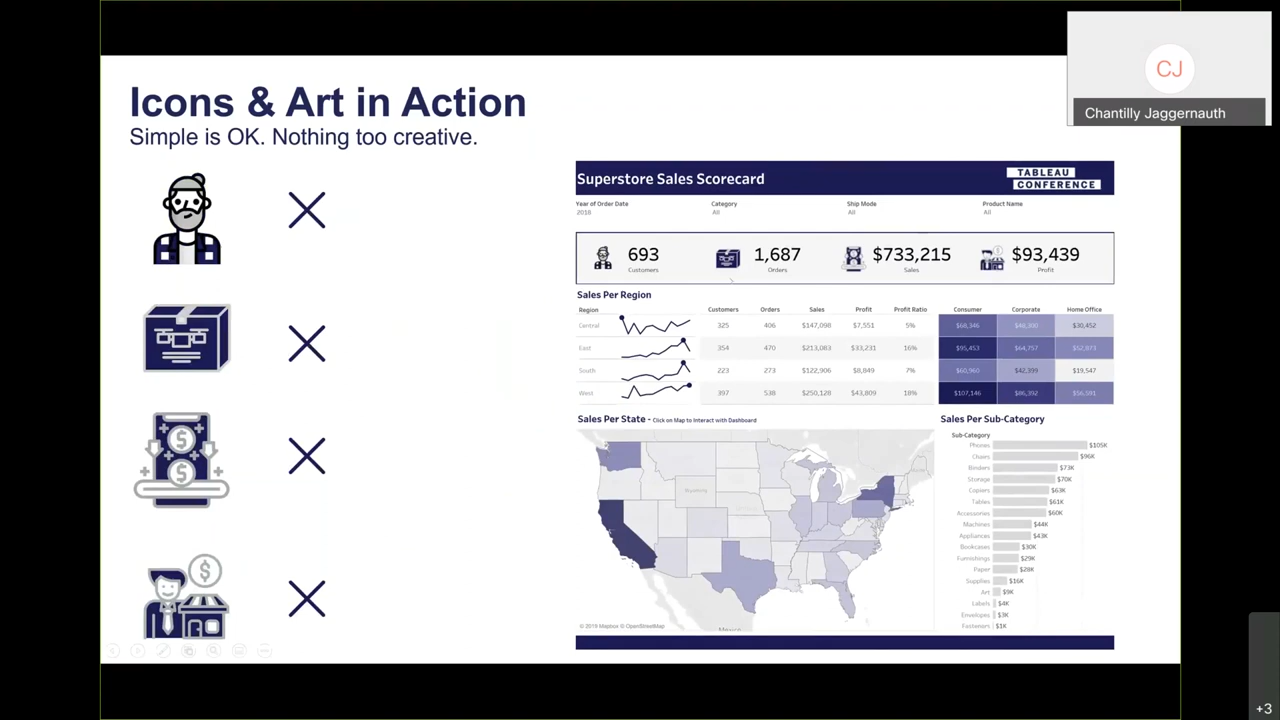 Icons & Art in Action
Simple is OK. Nothing too creative.
CJ
Chantilly Jaggernauth
Superstore Sales Scorecard
TABLEAU
CONFERENCE
Year of Order Date Category Ship Mode Product Name
2018 All All All
693 1,687 $733,215 $93,439
Customers Orders Sales Profit
Sales Per Region
Region Customers Orders Sales Profit Profit Ratio Consumer Corporate Home Office
Central 325 406 $147,098 $7,551 5% $68,346 $48,300 $30,452
East 354 470 $213,083 $33,231 16% $95,453 $64,757 $52,873
South 223 273 $122,906 $8,849 7% $60,960 $42,399 $19,547
West 397 538 $250,128 $43,809 18% $107,146 $86,392 $56,591
Sales Per State - Click on Map to Interact with Dashboard
Sales Per Sub-Category
Sub-Category
Phones $105K
Chairs $96K
Binders $73K
Storage $70K
Copiers $63K
Tables $61K
Accessories $60K
Machines $44K
Appliances $43K
Bookcases $30K
Furnishings $29K
Paper $28K
Supplies $16K
Art $9K
Labels $4K
Envelopes $3K
Fasteners $1K
© 2019 Mapbox © OpenStreetMap
Mexico
+3